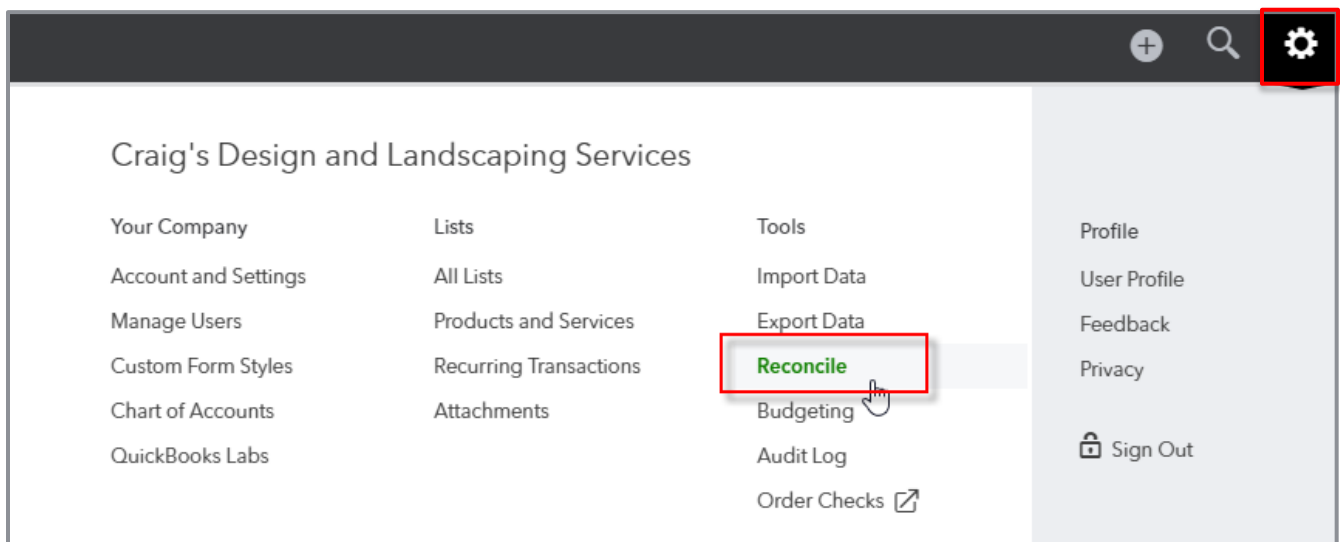 Craig's Design and Landscaping Services
Your Company
Account and Settings
Manage Users
Custom Form Styles
Chart of Accounts
QuickBooks Labs
Lists
All Lists
Products and Services
Recurring Transactions
Attachments
Tools
Import Data
Export Data
Reconcile
Budgeting
Audit Log
Order Checks
Profile
User Profile
Feedback
Privacy
Sign Out